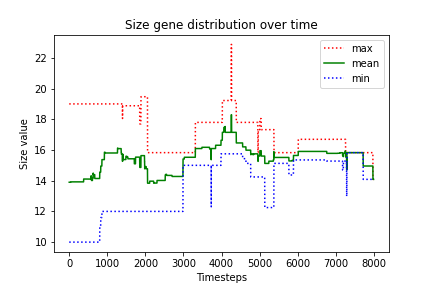 Size gene distribution over time
max
mean
min
Size value
22
20
18
16
14
12
10
0 1000 2000 3000 4000 5000 6000 7000 8000
Timesteps